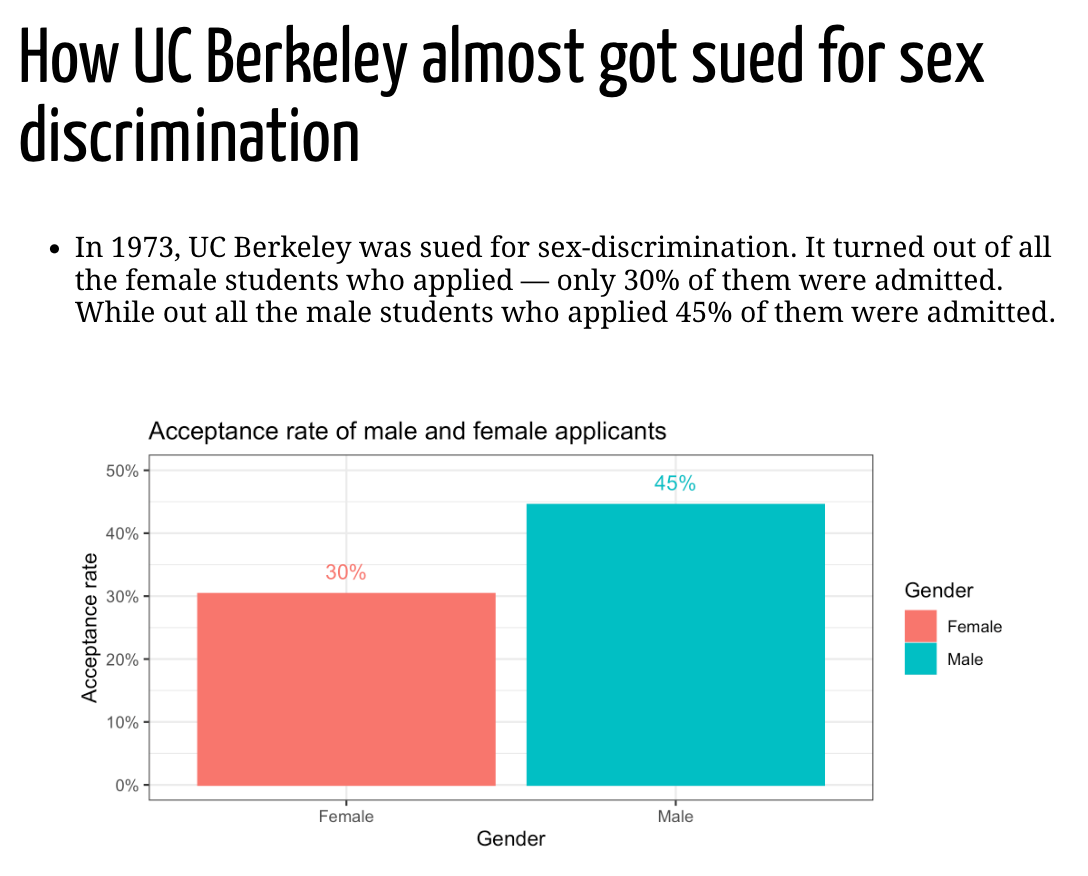 How UC Berkeley almost got sued for sex
discrimination
• In 1973, UC Berkeley was sued for sex-discrimination. It turned out of all
the female students who applied — only 30% of them were admitted.
While out all the male students who applied 45% of them were admitted.
Acceptance rate of male and female applicants
50%
40%
30%
20%
10%
0%
Acceptance rate
30%
45%
Female
Male
Gender
Gender
Female
Male